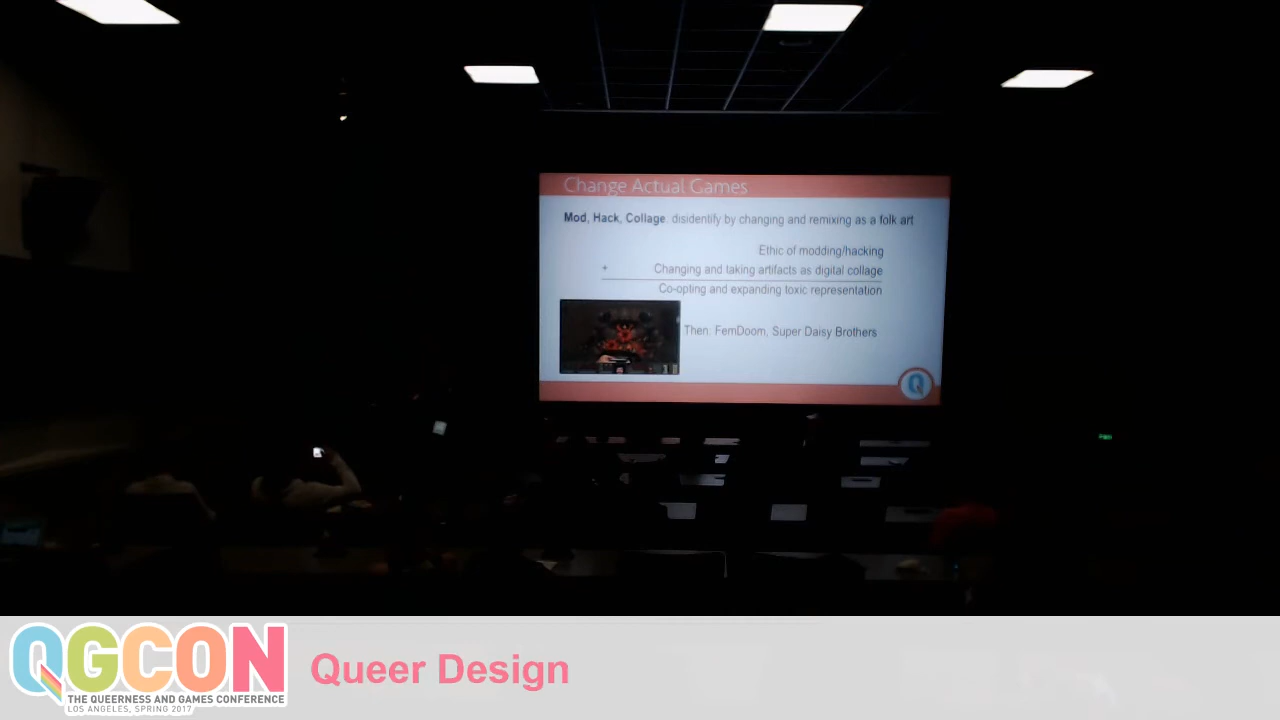 Change Actual Games
Mod, Hack, Collage: disidentify by changing and remixing as a folk art
Ethic of modding/hacking
+ Changing and taking artifacts as digital collage
Co-opting and expanding toxic representation
Then: FemDoom, Super Daisy Brothers
Q
QGCON
THE QUEERNESS AND GAMES CONFERENCE
LOS ANGELES, SPRING 2017
Queer Design